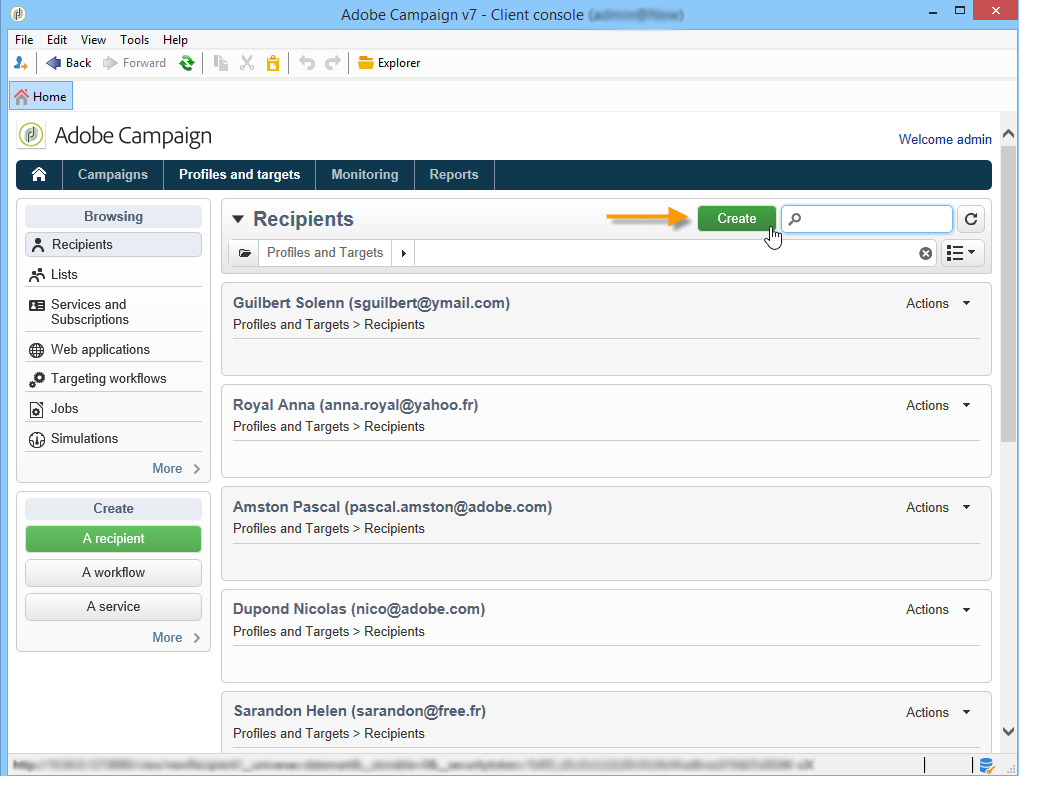 Adobe Campaign v7 - Client console
File Edit View Tools Help
Back Forward Explorer
Home
Adobe Campaign
Welcome admin
Campaigns Profiles and targets Monitoring Reports
Browsing
Recipients
Lists
Services and
Subscriptions
Web applications
Targeting workflows
Jobs
Simulations
More
Create
A recipient
A workflow
A service
More
Recipients
Create
Profiles and Targets
Guilbert Solenn (sguilbert@ymail.com)
Actions
Profiles and Targets > Recipients
Royal Anna (anna.royal@yahoo.fr)
Actions
Profiles and Targets > Recipients
Amston Pascal (pascal.amston@adobe.com)
Actions
Profiles and Targets > Recipients
Dupond Nicolas (nico@adobe.com)
Actions
Profiles and Targets > Recipients
Sarandon Helen (sarandon@free.fr)
Actions
Profiles and Targets > Recipients